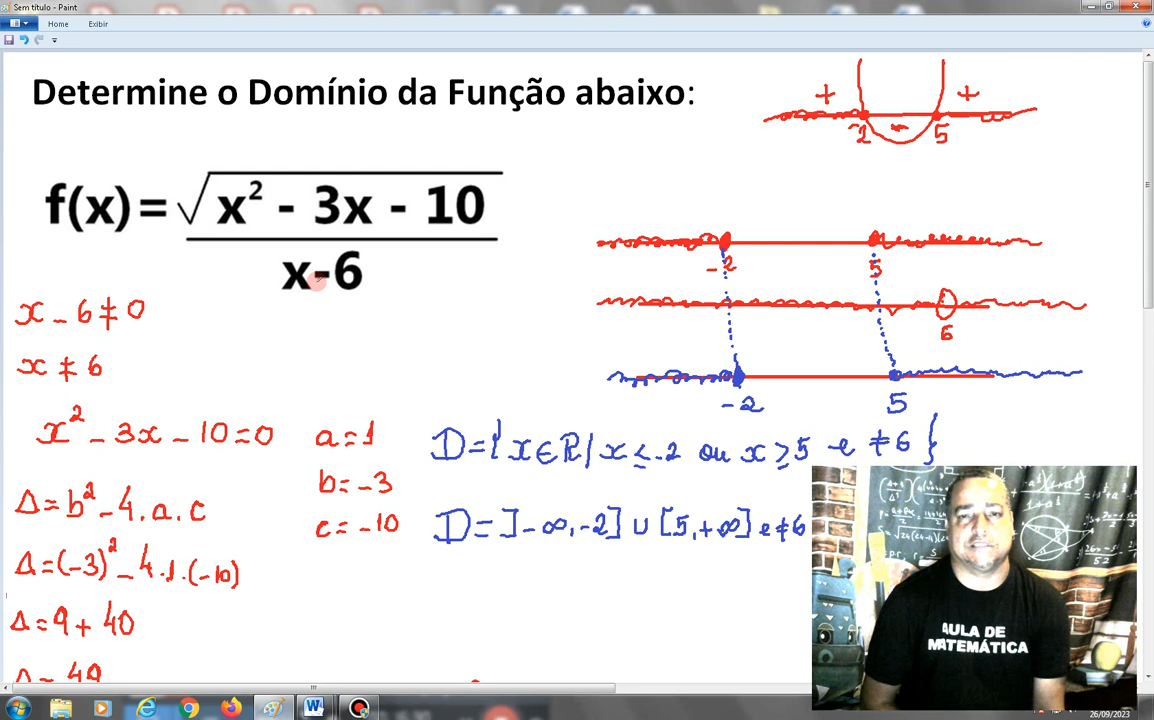 Sem título - Paint
Home Exibir
Determine o Domínio da Função abaixo:
+ +
-2 - 5
f(x) = √x² - 3x - 10
x-6
-2 5
6
-2 5
x - 6 ≠ 0
x ≠ 6
x² - 3x - 10 = 0
a = 1
b = -3
c = -10
Δ = b² - 4.a.c
Δ = (-3)² - 4.1.(-10)
Δ = 9 + 40
Δ = 49
D = { x ∈ R / x ≤ -2 ou x ≥ 5 e ≠ 6 }
D = ]-∞, -2] ∪ [5, +∞] e ≠ 6
AULA DE
MATEMÁTICA
26/09/2023